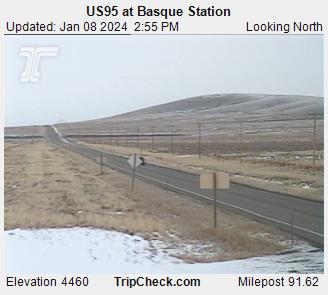 US95 at Basque Station
Updated: Jan 08 2024 2:55 PM Looking North
Elevation 4460 TripCheck.com Milepost 91.62